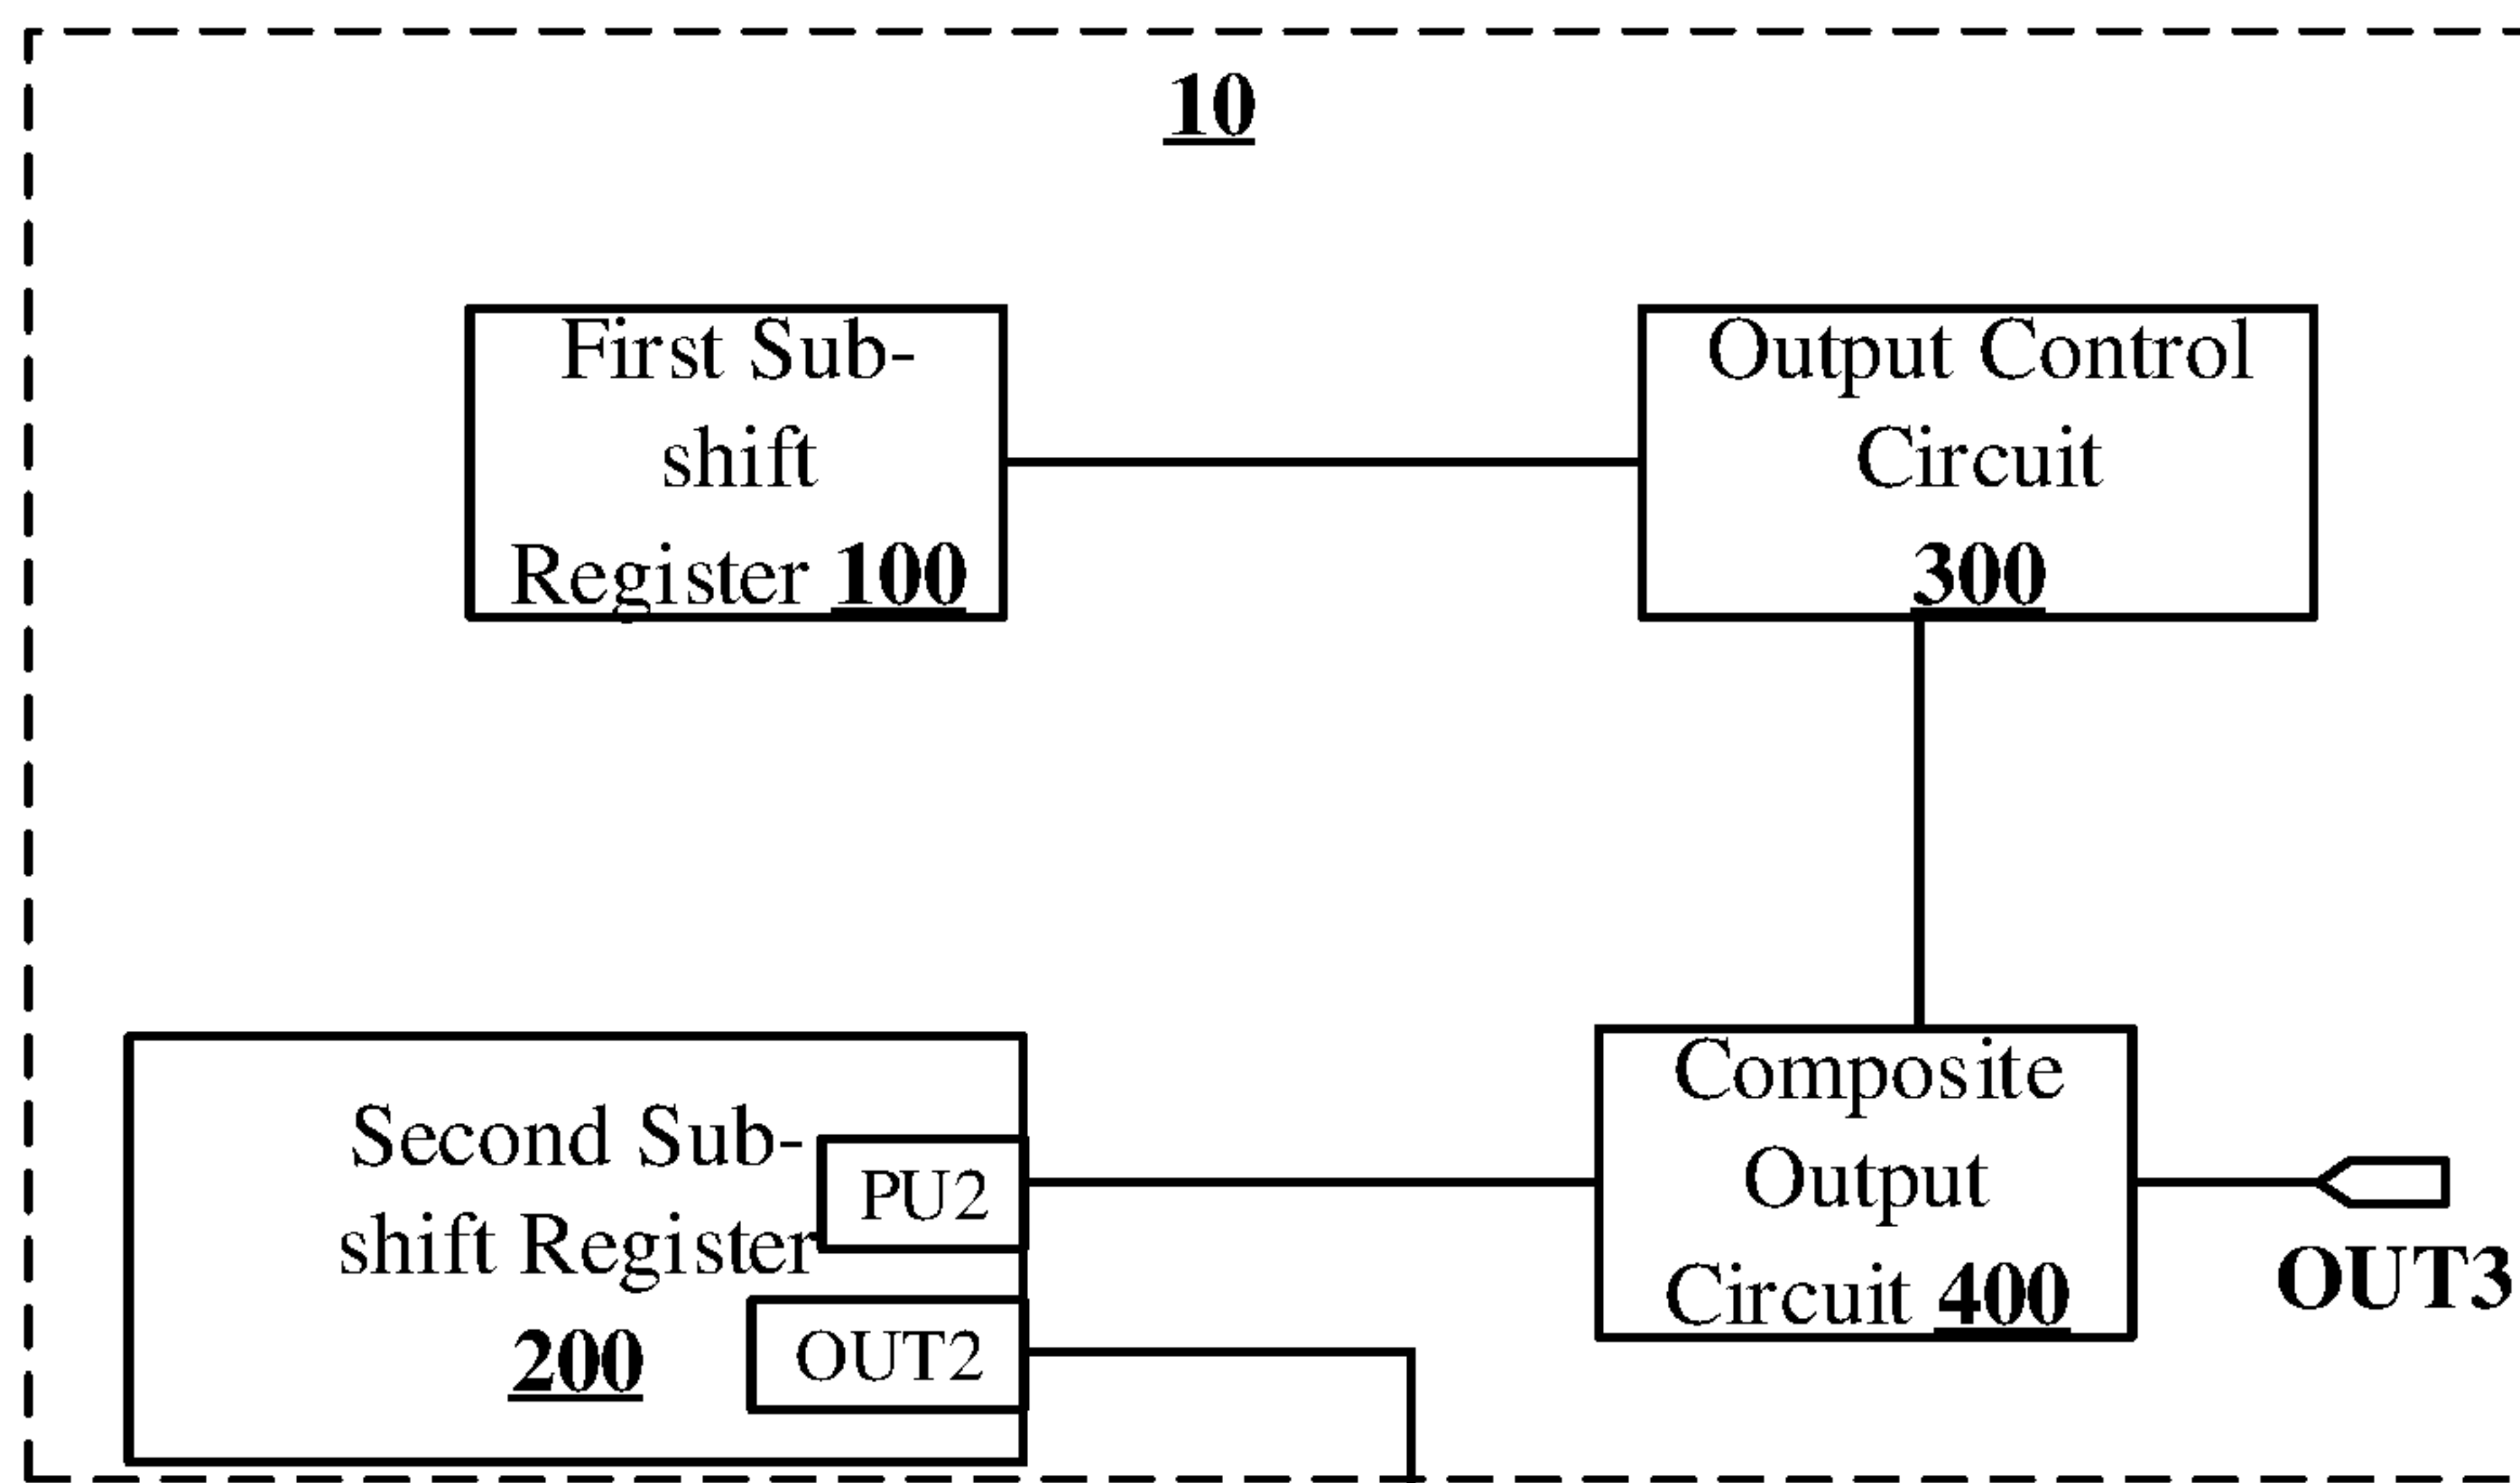 10
First Sub-
shift
Register 100
Output Control
Circuit
300
Second Sub-
shift Register
200
PU2
OUT2
Composite
Output
Circuit 400
OUT3